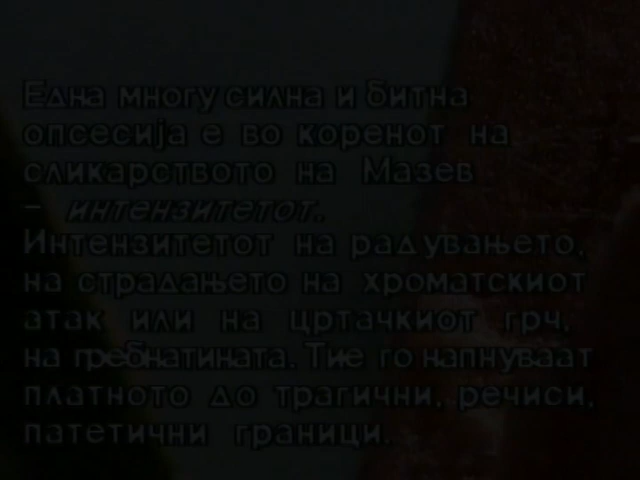 Една многу силна и битна
опсесија е во коренот на
сликарството на Мазев
– интензитетот.
Интензитетот на радувањето,
на страдањето на хроматскиот
атак или на цртачкиот грч,
на гребнатината. Тие го напнуваат
платното до трагични, речиси,
патетични граници.